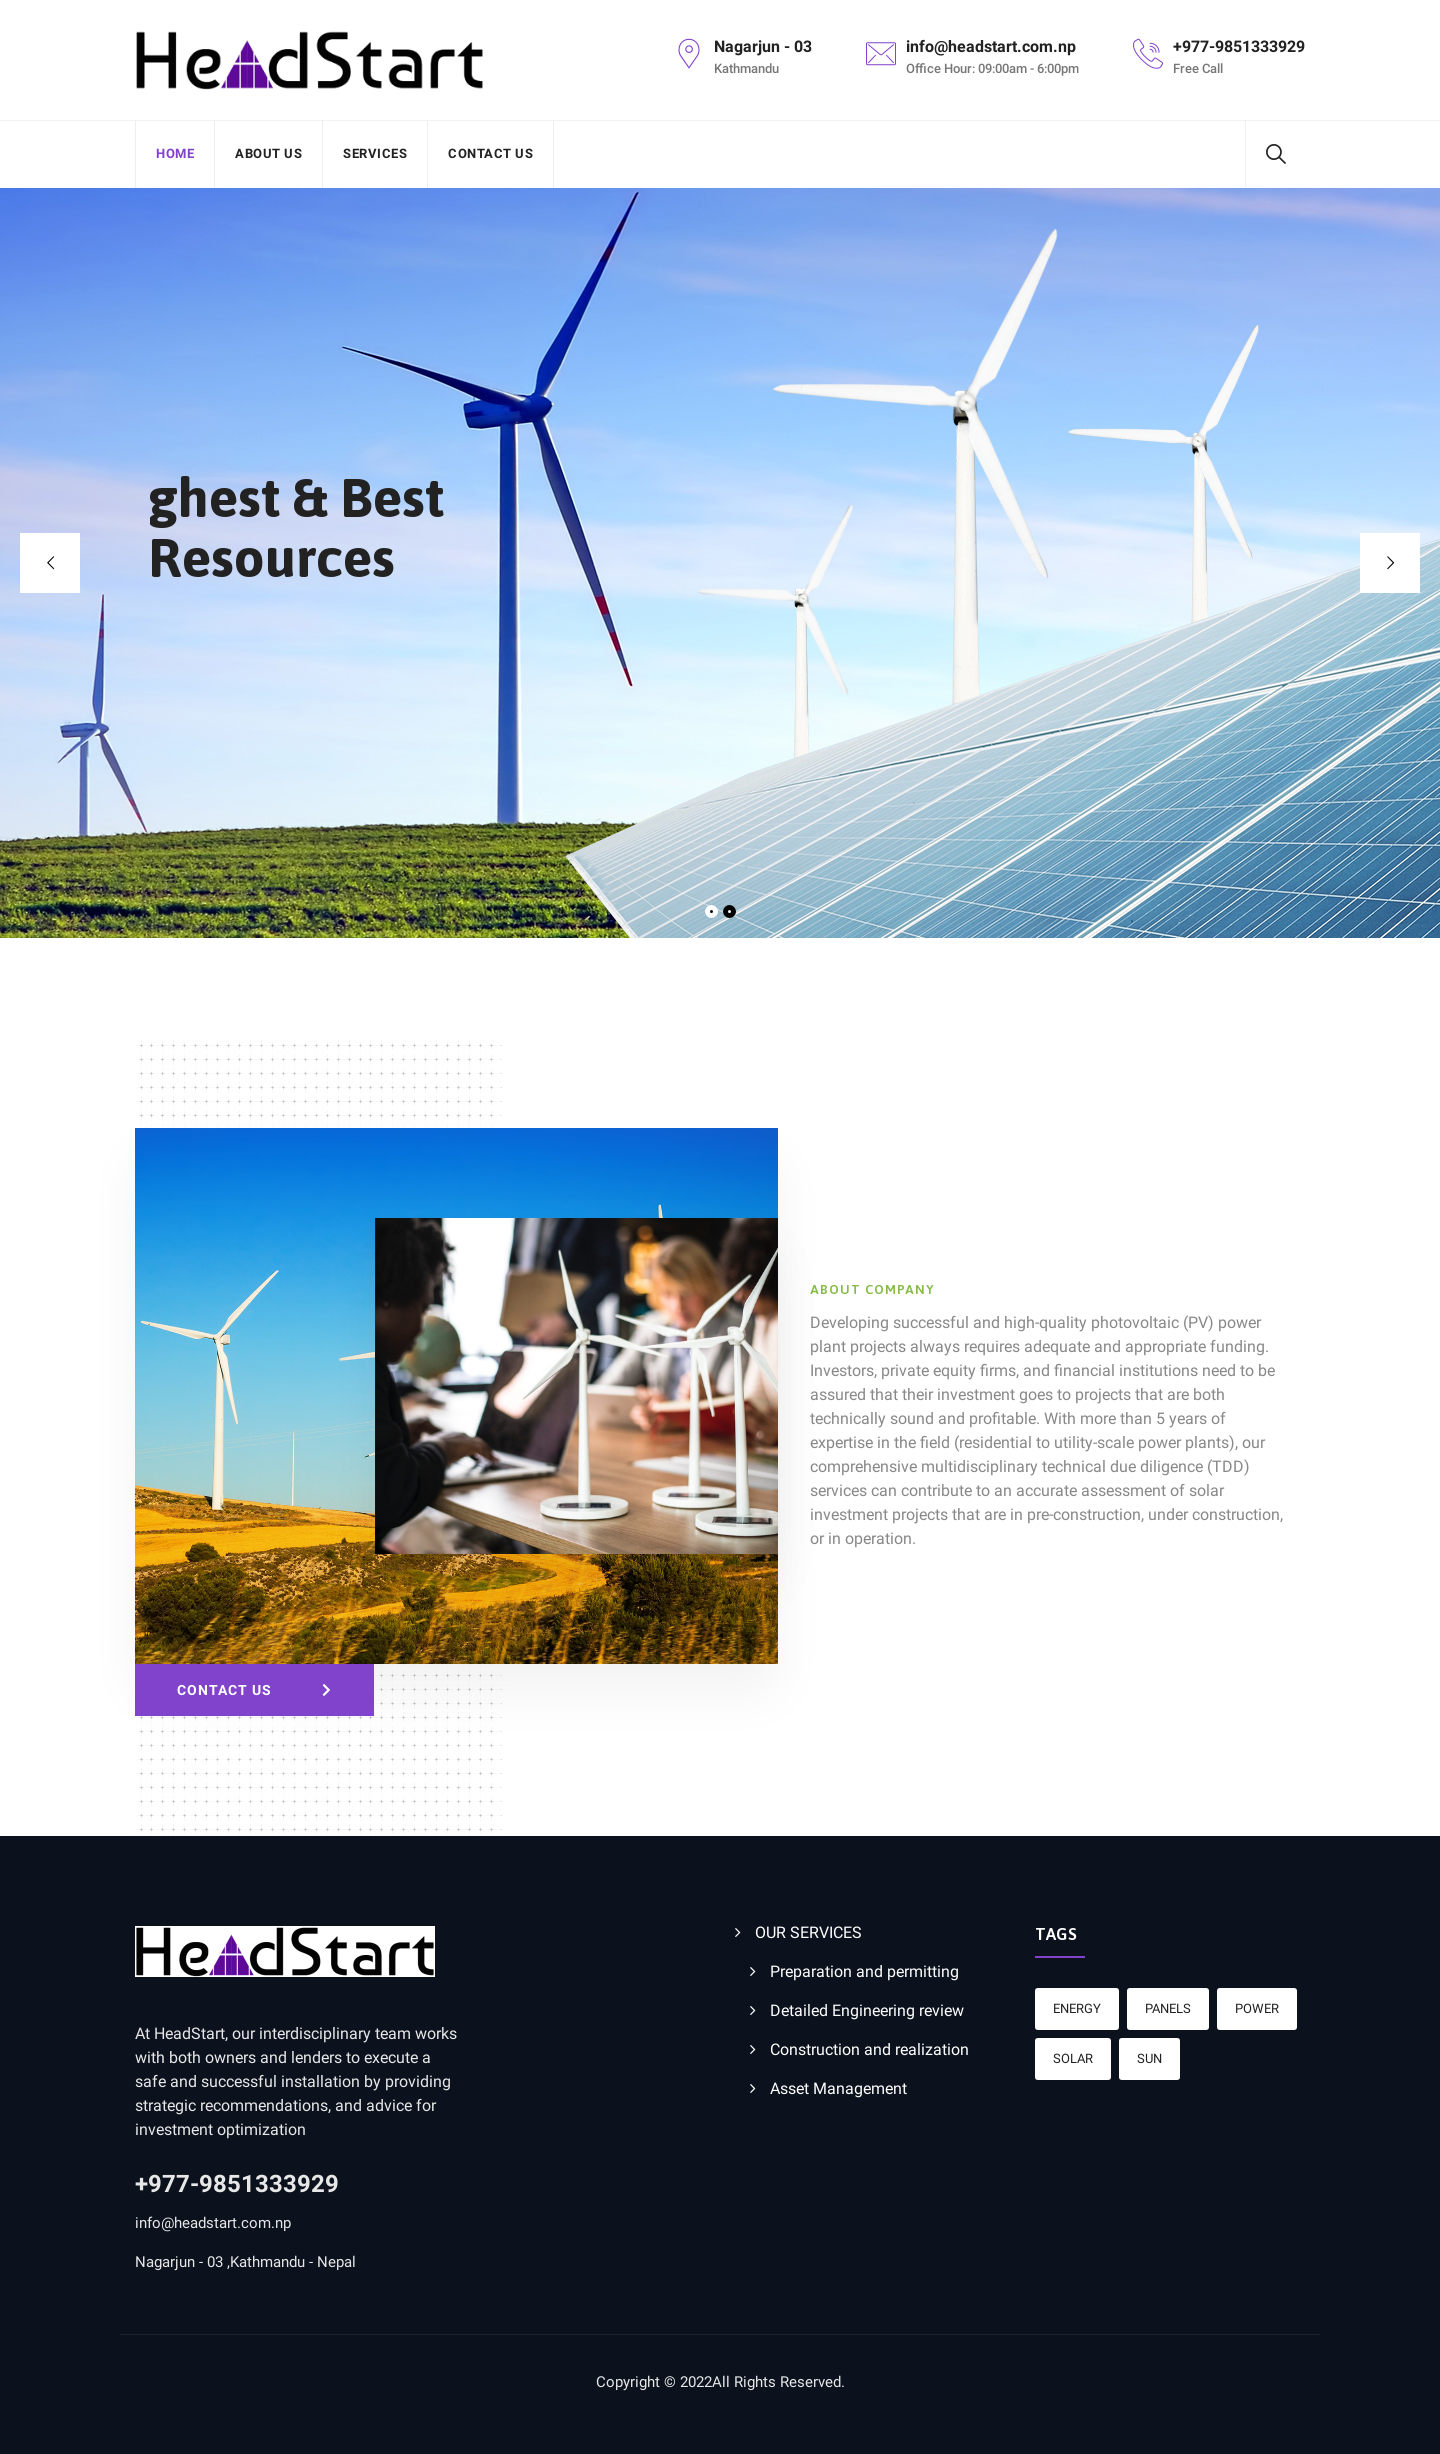 HeadStart
Nagarjun - 03
Kathmandu
info@headstart.com.np
Office Hour: 09:00am - 6:00pm
+977-9851333929
Free Call
HOME
ABOUT US
SERVICES
CONTACT US
ghest & Best
Resources
ABOUT COMPANY
Developing successful and high-quality photovoltaic (PV) power
plant projects always requires adequate and appropriate funding.
Investors, private equity firms, and financial institutions need to be
assured that their investment goes to projects that are both
technically sound and profitable. With more than 5 years of
expertise in the field (residential to utility-scale power plants), our
comprehensive multidisciplinary technical due diligence (TDD)
services can contribute to an accurate assessment of solar
investment projects that are in pre-construction, under construction,
or in operation.
CONTACT US
HeadStart
At HeadStart, our interdisciplinary team works
with both owners and lenders to execute a
safe and successful installation by providing
strategic recommendations, and advice for
investment optimization
+977-9851333929
info@headstart.com.np
Nagarjun - 03 ,Kathmandu - Nepal
OUR SERVICES
Preparation and permitting
Detailed Engineering review
Construction and realization
Asset Management
TAGS
ENERGY
PANELS
POWER
SOLAR
SUN
Copyright © 2022All Rights Reserved.